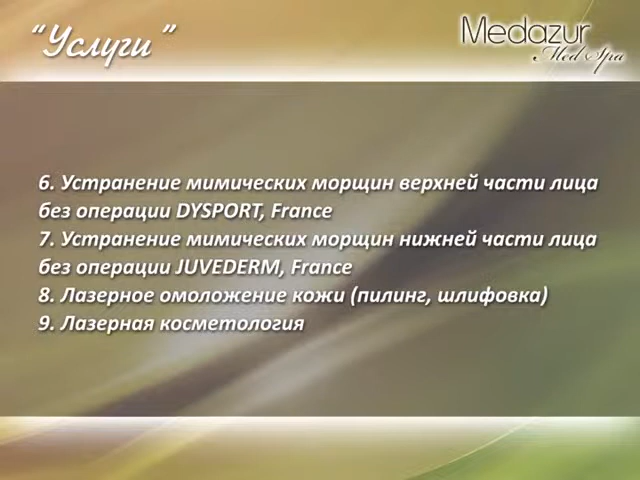 “Услуги”
Medazur
Med Spa
6. Устранение мимических морщин верхней части лица
без операции DYSPORT, France
7. Устранение мимических морщин нижней части лица
без операции JUVEDERM, France
8. Лазерное омоложение кожи (пилинг, шлифовка)
9. Лазерная косметология